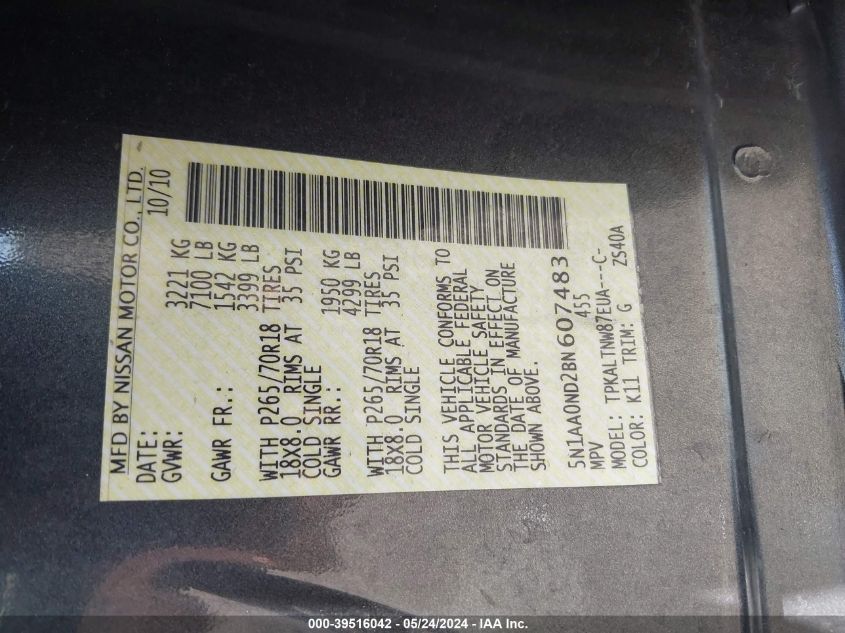 MFD BY NISSAN MOTOR CO., LTD.
DATE: 10/10
GVWR: 3221 KG
7100 LB
GAWR FR.: 1542 KG
3399 LB
WITH P265/70R18 TIRES
18X8.0 RIMS AT 35 PSI
COLD SINGLE
GAWR RR.: 1950 KG
4299 LB
WITH P265/70R18 TIRES
18X8.0 RIMS AT 35 PSI
COLD SINGLE
THIS VEHICLE CONFORMS TO
ALL APPLICABLE FEDERAL
MOTOR VEHICLE SAFETY
STANDARDS IN EFFECT ON
THE DATE OF MANUFACTURE
SHOWN ABOVE.
5N1AA0ND2BN607483
MPV 455
MODEL: TPKALTNW87EUA---C-
COLOR: K11 TRIM: G ZS40A
000-39516042 - 05/24/2024 - IAA Inc.